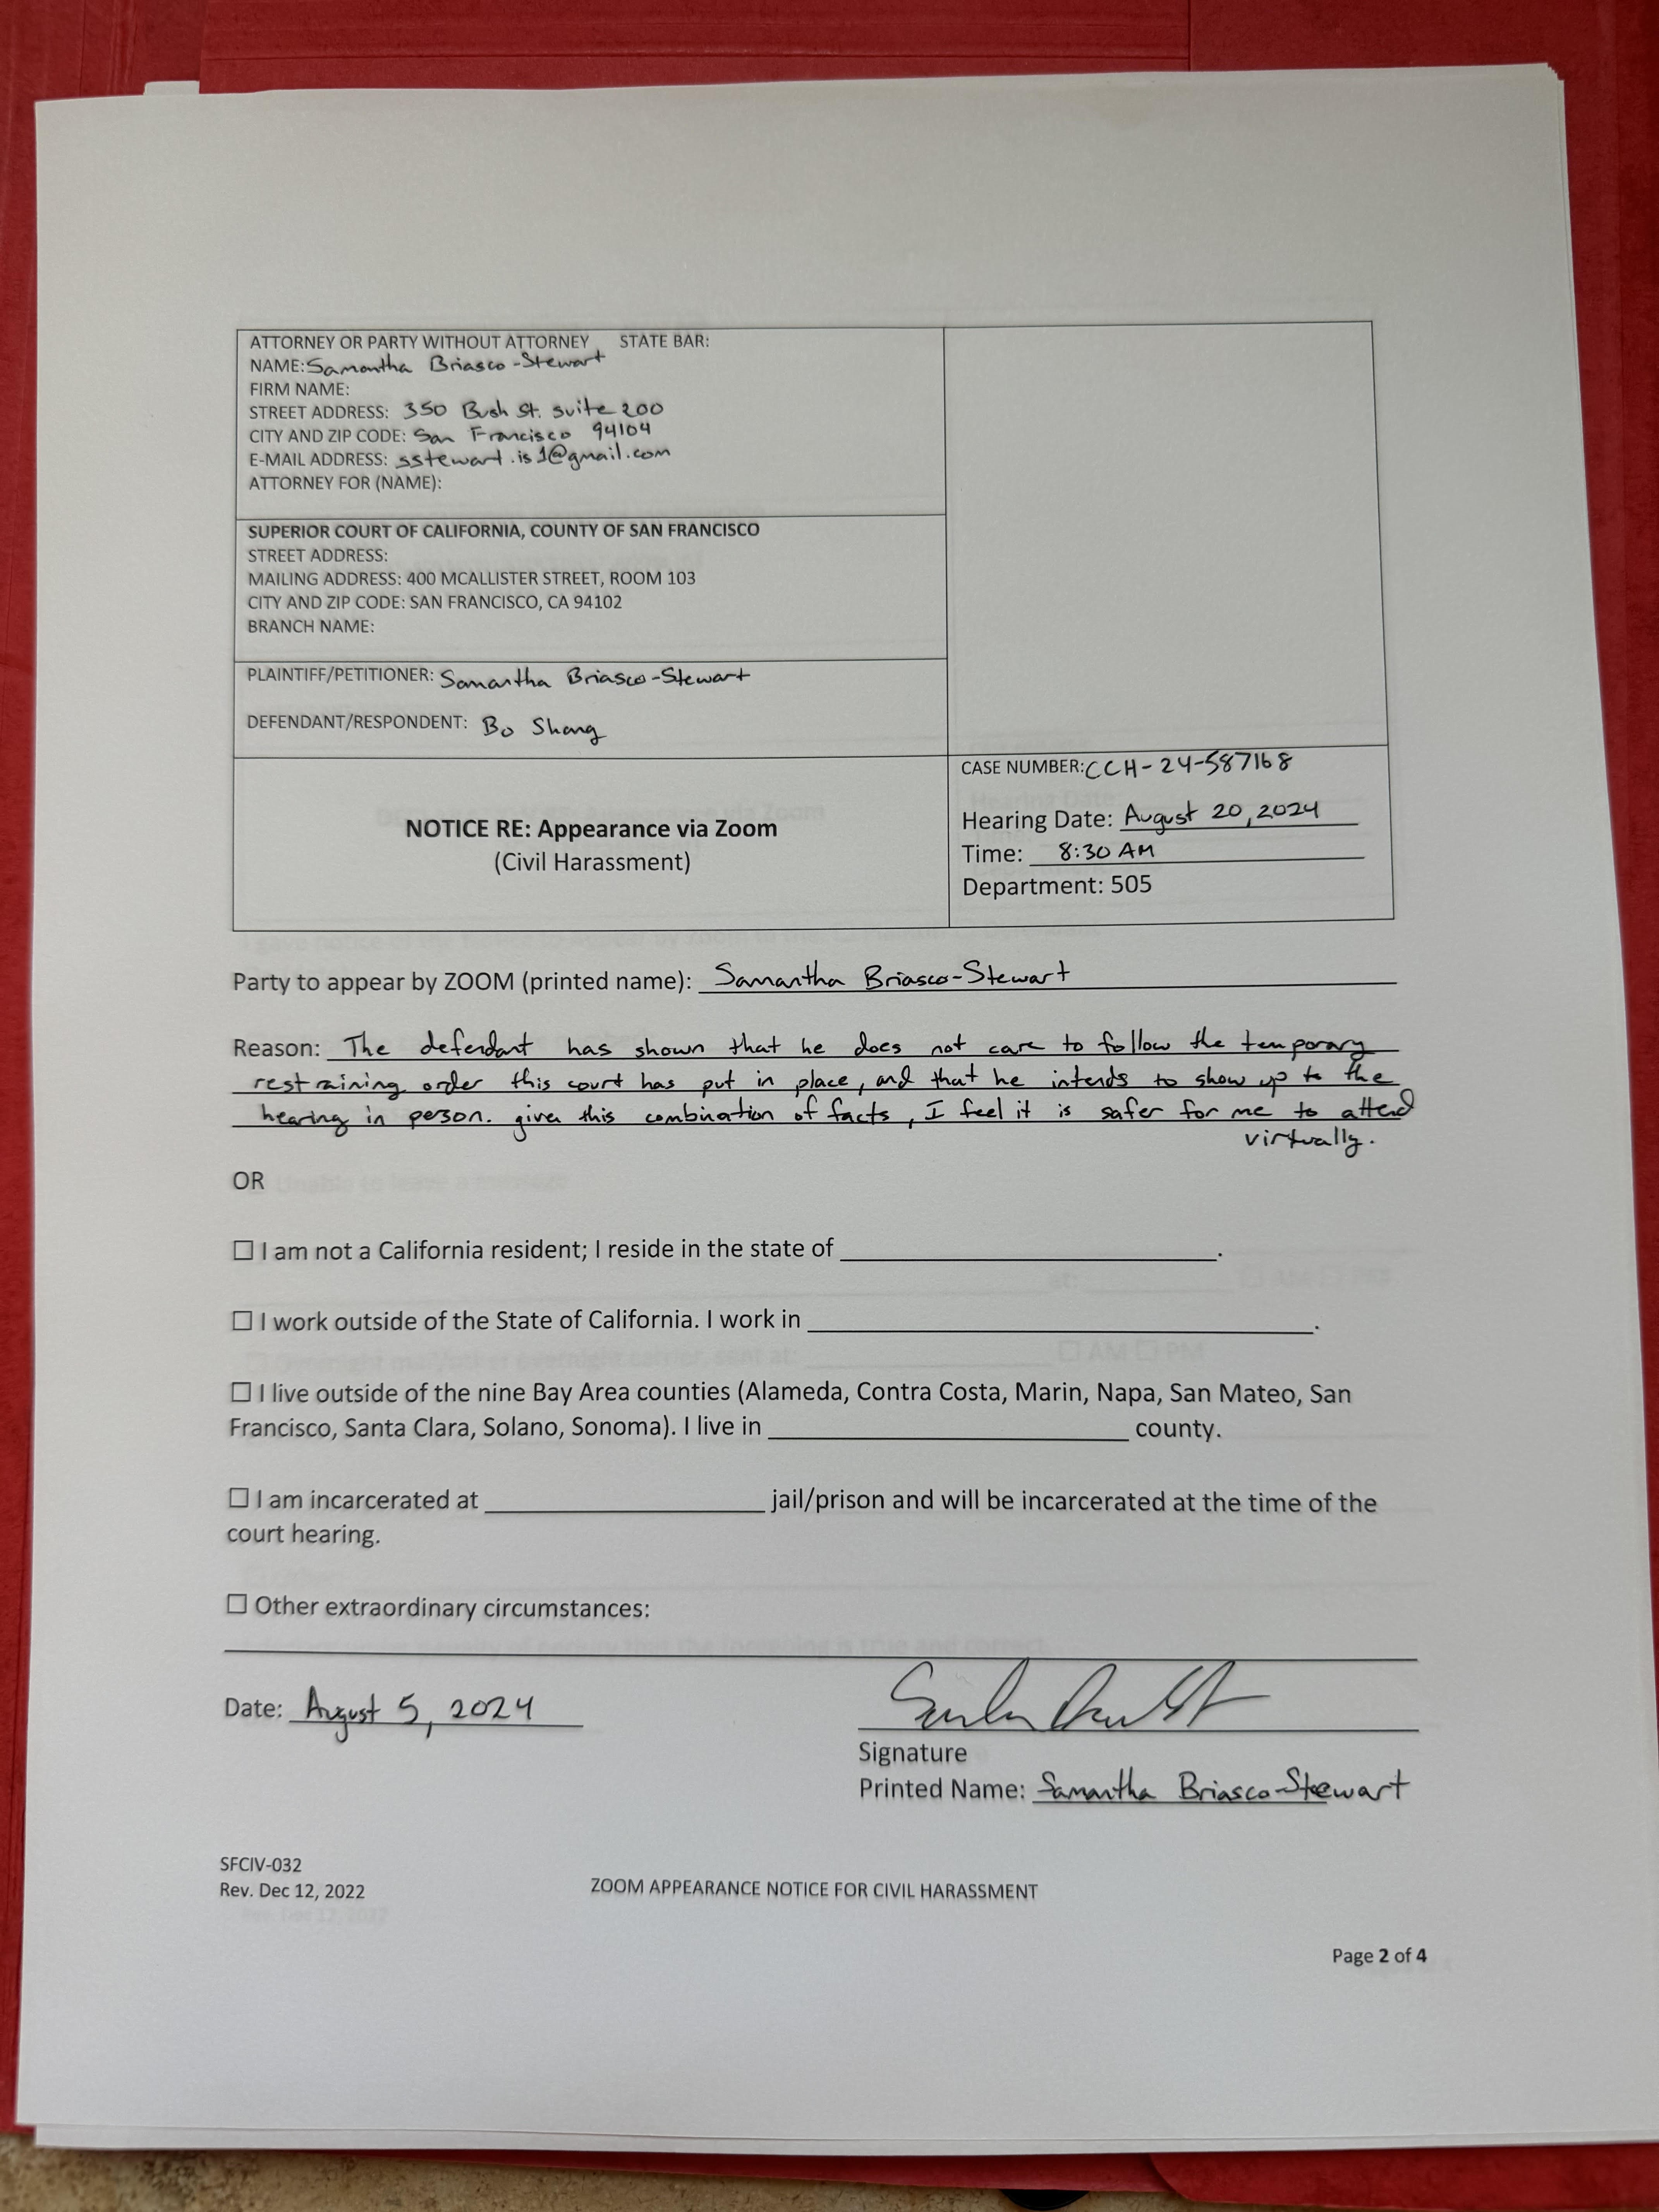 ATTORNEY OR PARTY WITHOUT ATTORNEY STATE BAR:
NAME: Samantha Briasco-Stewart
FIRM NAME:
STREET ADDRESS: 350 Bush St. suite 200
CITY AND ZIP CODE: San Francisco 94104
E-MAIL ADDRESS: sstewart.is1@gmail.com
ATTORNEY FOR (NAME):
SUPERIOR COURT OF CALIFORNIA, COUNTY OF SAN FRANCISCO
STREET ADDRESS:
MAILING ADDRESS: 400 MCALLISTER STREET, ROOM 103
CITY AND ZIP CODE: SAN FRANCISCO, CA 94102
BRANCH NAME:
PLAINTIFF/PETITIONER: Samantha Briasco-Stewart
DEFENDANT/RESPONDENT: Bo Shang
NOTICE RE: Appearance via Zoom
(Civil Harassment)
CASE NUMBER: CCH-24-587168
Hearing Date: August 20, 2024
Time: 8:30 AM
Department: 505
Party to appear by ZOOM (printed name): Samantha Briasco-Stewart
Reason: The defendant has shown that he does not care to follow the temporary
restraining order this court has put in place, and that he intends to show up to the
hearing in person. given this combination of facts, I feel it is safer for me to attend
virtually.
OR
☐ I am not a California resident; I reside in the state of ____.
☐ I work outside of the State of California. I work in ____.
☐ I live outside of the nine Bay Area counties (Alameda, Contra Costa, Marin, Napa, San Mateo, San
Francisco, Santa Clara, Solano, Sonoma). I live in ____ county.
☐ I am incarcerated at ____ jail/prison and will be incarcerated at the time of the
court hearing.
☐ Other extraordinary circumstances:
Date: August 5, 2024
Signature
Printed Name: Samantha Briasco-Stewart
SFCIV-032
Rev. Dec 12, 2022
ZOOM APPEARANCE NOTICE FOR CIVIL HARASSMENT
Page 2 of 4